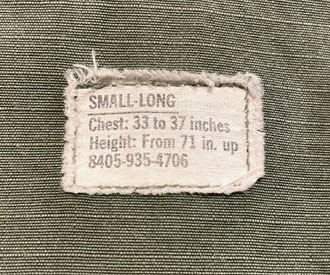 SMALL-LONG
Chest: 33 to 37 inches
Height: From 71 in. up
8405-935-4706